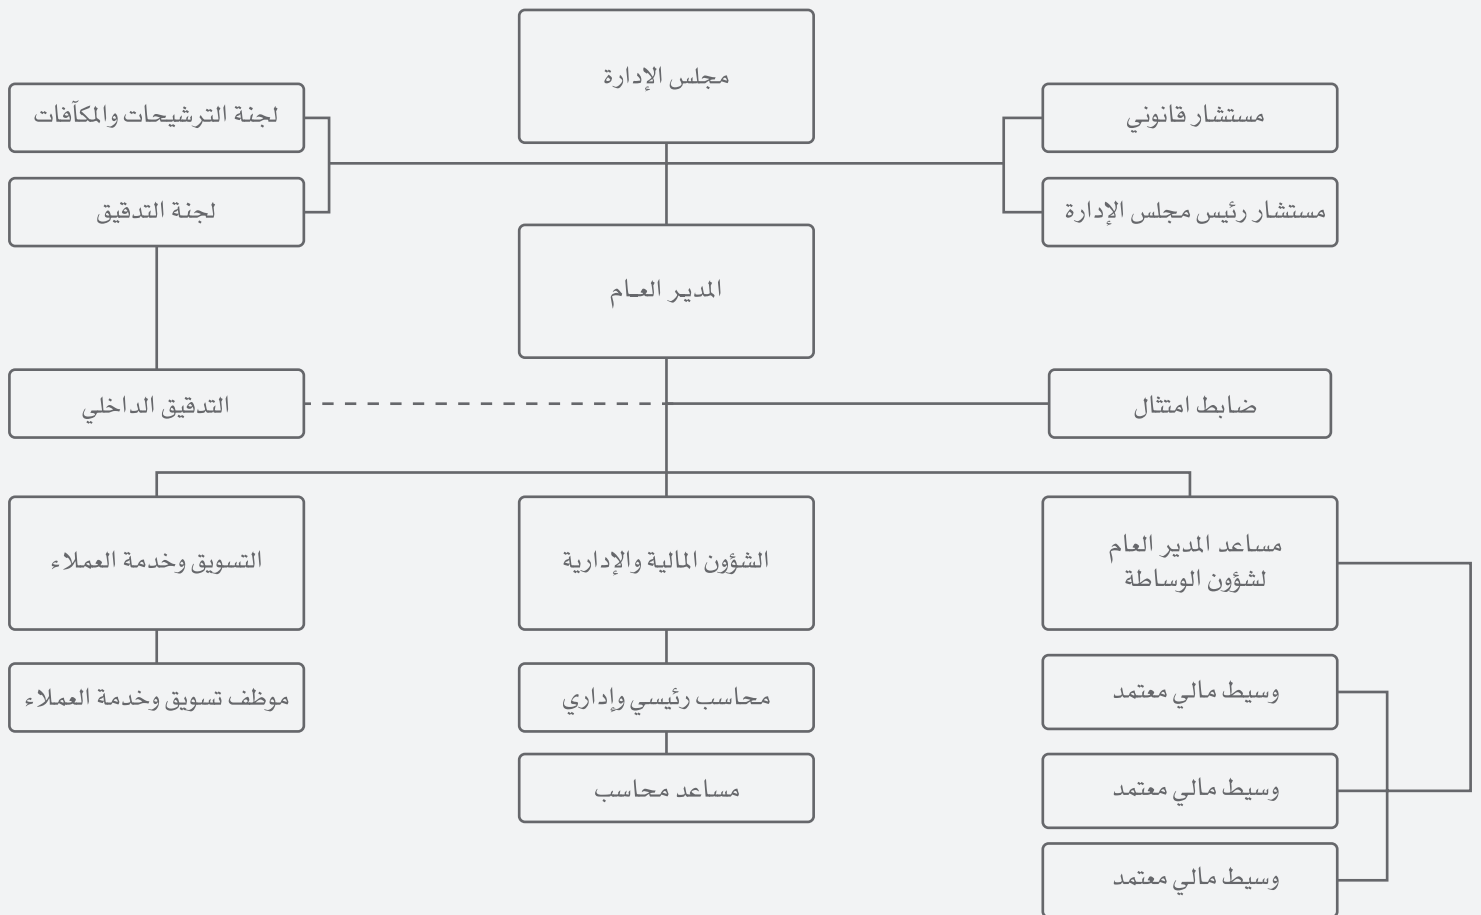 مجلس الإدارة
مستشار قانوني
لجنة الترشيحات والمكآفات
مستشار رئيس مجلس الإدارة
لجنة التدقيق
المدير العام
ضابط امتثال
التدقيق الداخلي
مساعد المدير العام
لشؤون الوساطة
الشؤون المالية والإدارية
التسويق وخدمة العملاء
وسيط مالي معتمد
محاسب رئيسي وإداري
موظف تسويق وخدمة العملاء
وسيط مالي معتمد
مساعد محاسب
وسيط مالي معتمد